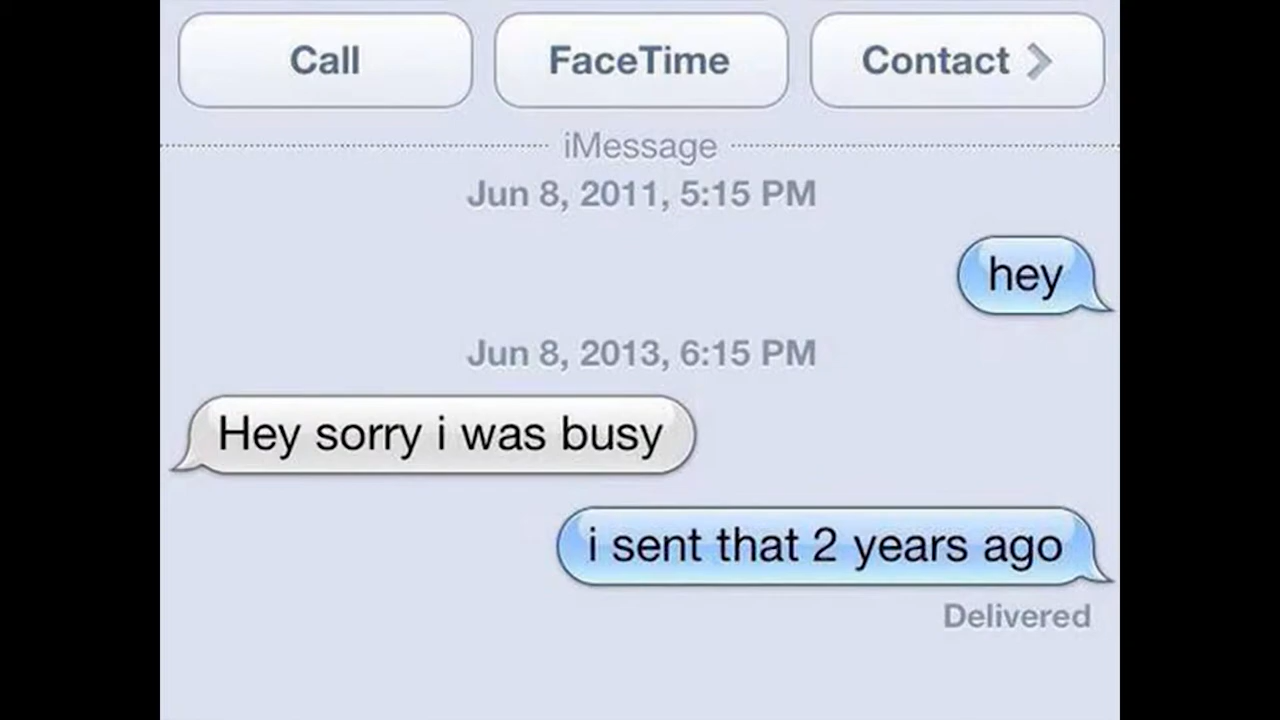 Call FaceTime Contact
iMessage
Jun 8, 2011, 5:15 PM
hey
Jun 8, 2013, 6:15 PM
Hey sorry i was busy
i sent that 2 years ago
Delivered